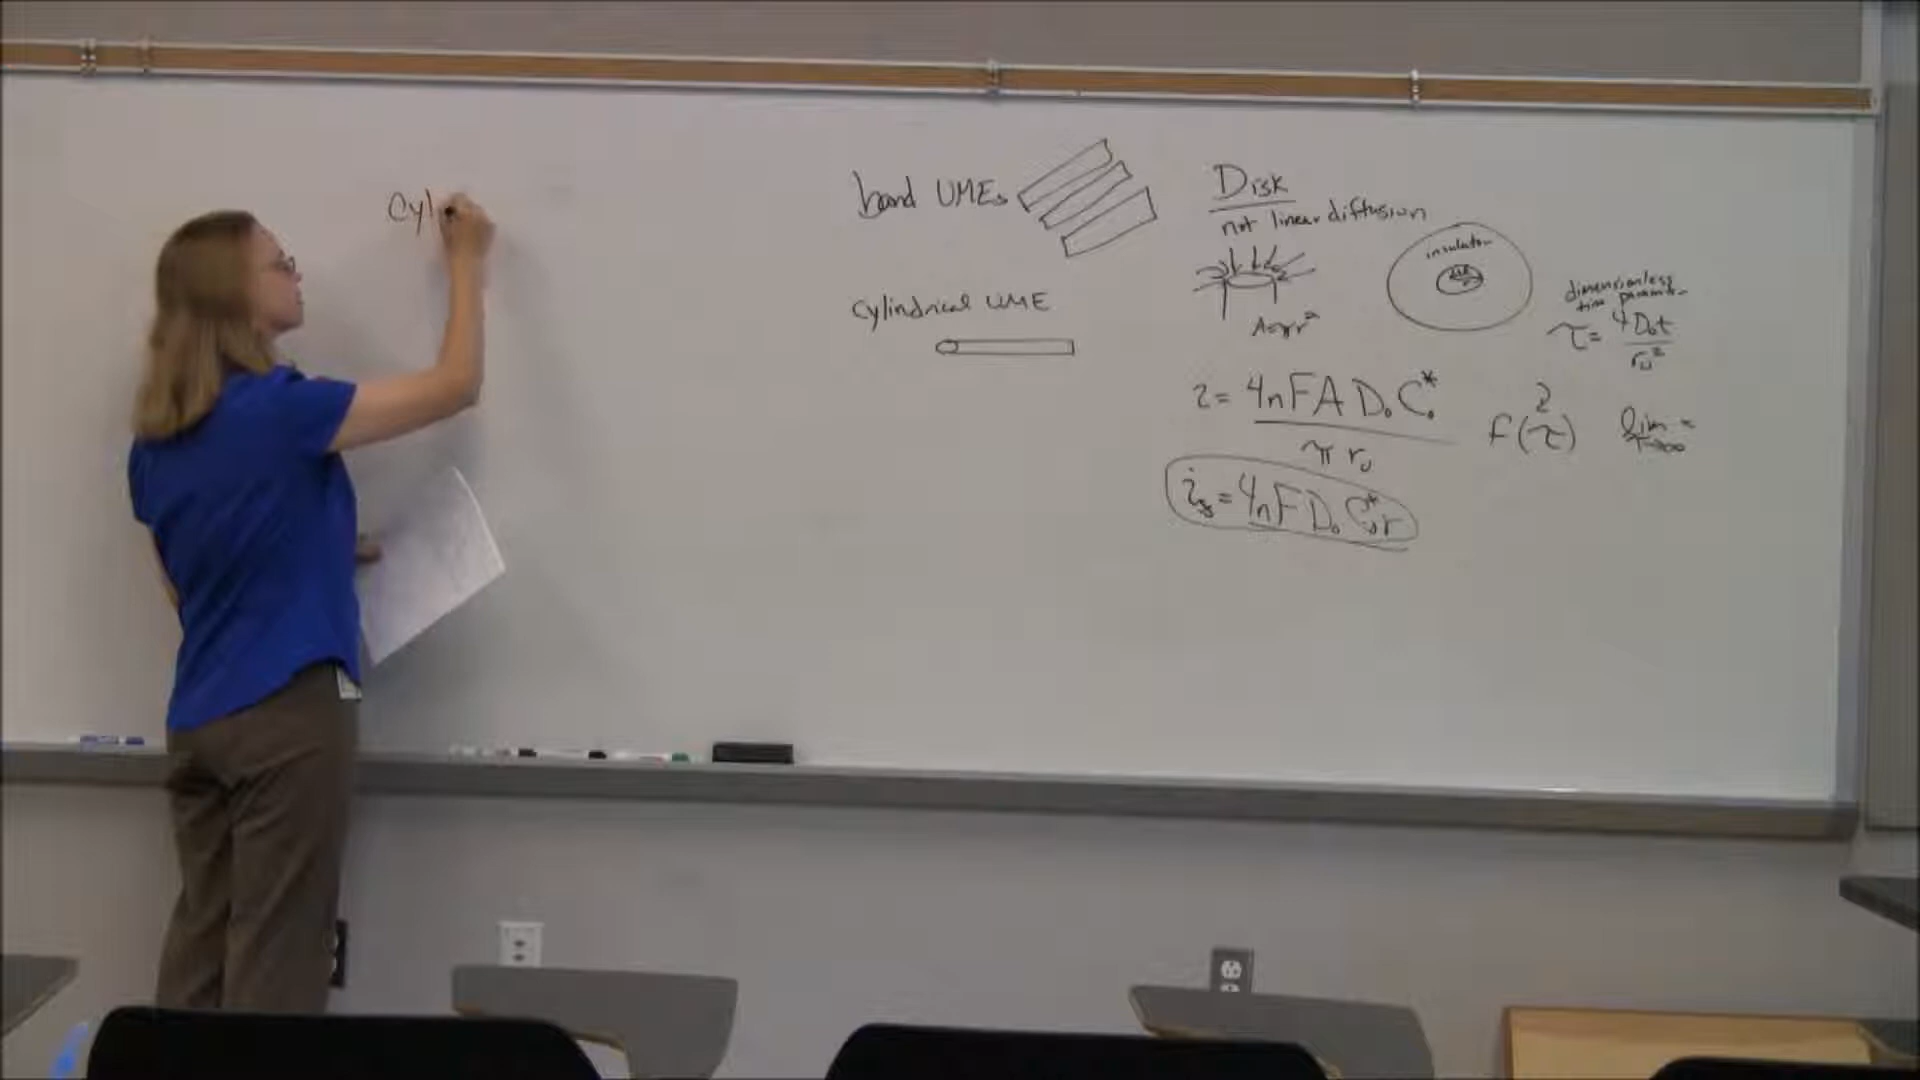 Cyl
band UMEs
cylindrical UME
Disk
not linear diffusion
insulator
A=πr²
dimensionless
time parameter
τ = 4D₀t / r₀²
i = 4nFAD₀C₀* / πr₀ f(τ) lim =
τ→∞
iss = 4nFD₀C₀*r